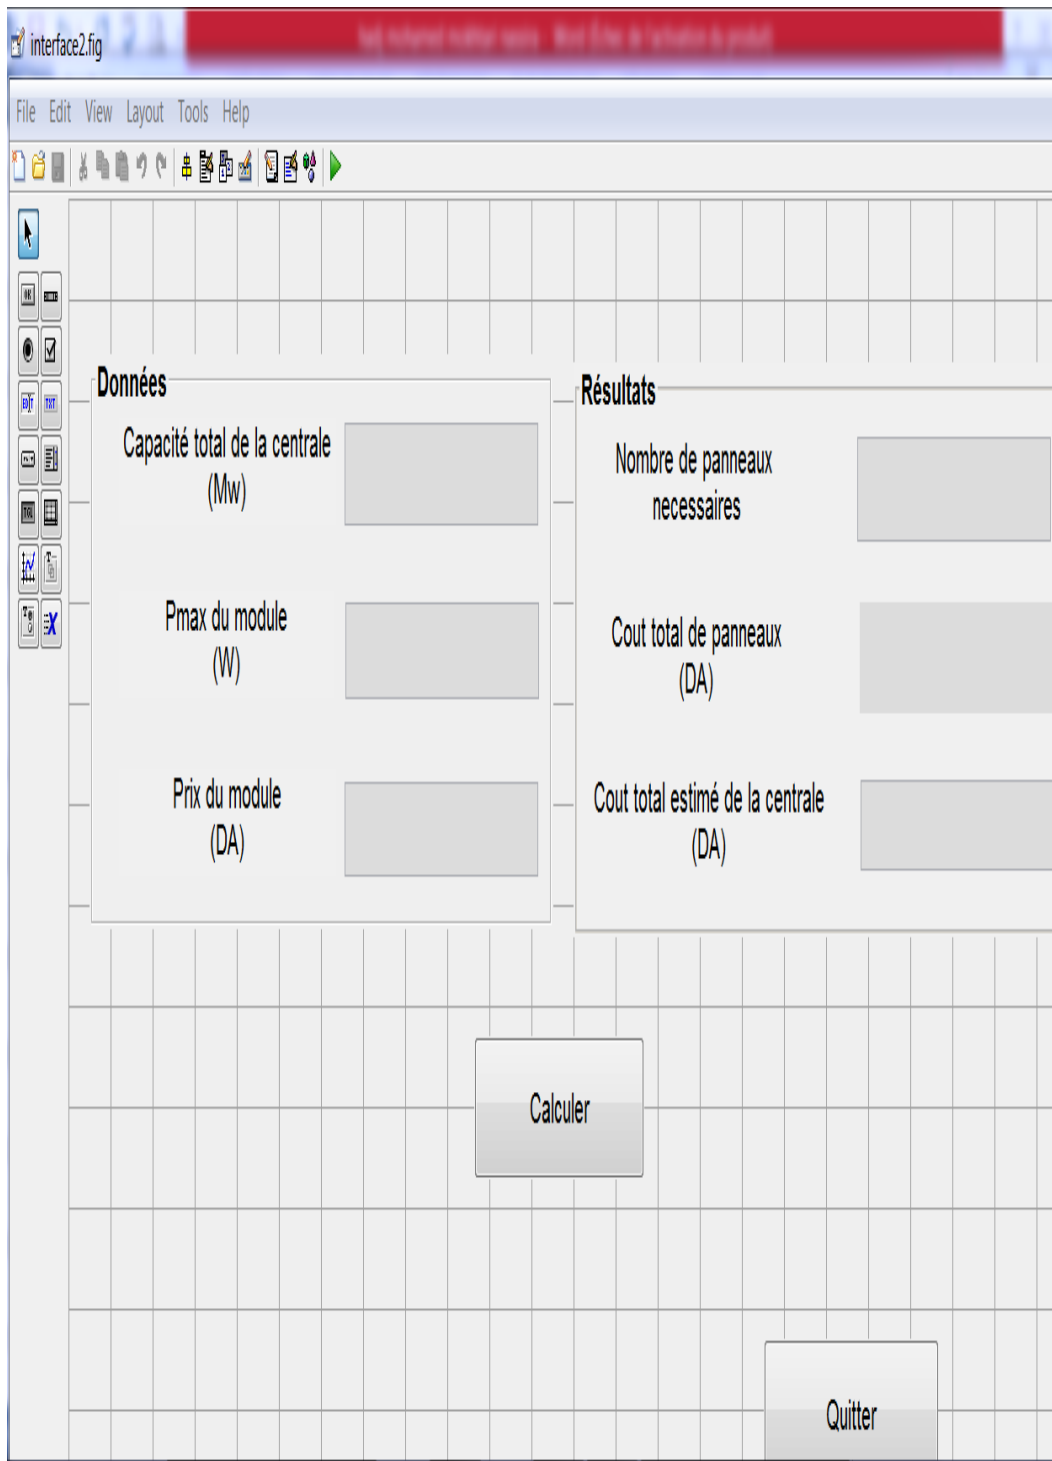 interface2.fig
File Edit View Layout Tools Help
Données
Capacité total de la centrale
(Mw)
Pmax du module
(W)
Prix du module
(DA)
Résultats
Nombre de panneaux
necessaires
Cout total de panneaux
(DA)
Cout total estimé de la centrale
(DA)
Calculer
Quitter